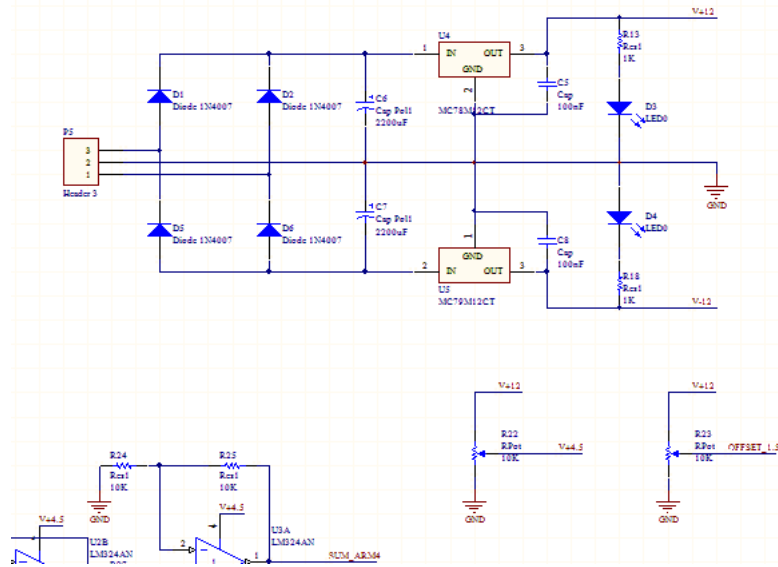 V+12
U4
1 IN OUT 3
GND
2
MC78M12CT
R13
Res1
1K
D1
Diode 1N4007
D2
Diode 1N4007
C6
Cap Pol1
2200uF
C5
Cap
100nF
D3
LED0
P5
3
2
1
Header 3
GND
D5
Diode 1N4007
D6
Diode 1N4007
C7
Cap Pol1
2200uF
1
GND
2 IN OUT 3
U5
MC79M12CT
C8
Cap
100nF
D4
LED0
R18
Res1
1K
V-12
V+12
R22
RPot
10K
V+4.5
GND
V+12
R23
RPot
10K
OFFSET_1.5
GND
R24
Res1
10K
R25
Res1
10K
GND
V+4.5
4
U2B
LM324AN
V+4.5
4
U3A
LM324AN
2
1
SUM_ARM4